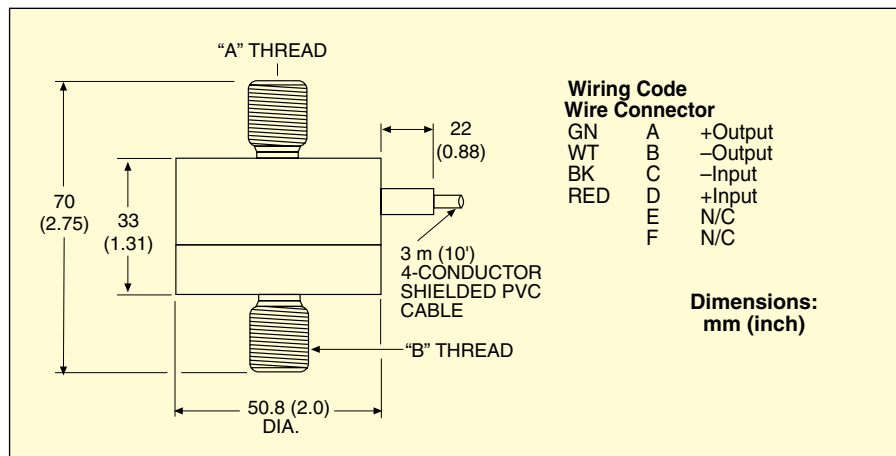 “A” THREAD
22
(0.88)
70
(2.75)
33
(1.31)
3 m (10')
4-CONDUCTOR
SHIELDED PVC
CABLE
“B” THREAD
50.8 (2.0)
DIA.
Wiring Code
Wire Connector
GN A +Output
WT B –Output
BK C –Input
RED D +Input
E N/C
F N/C
Dimensions:
mm (inch)